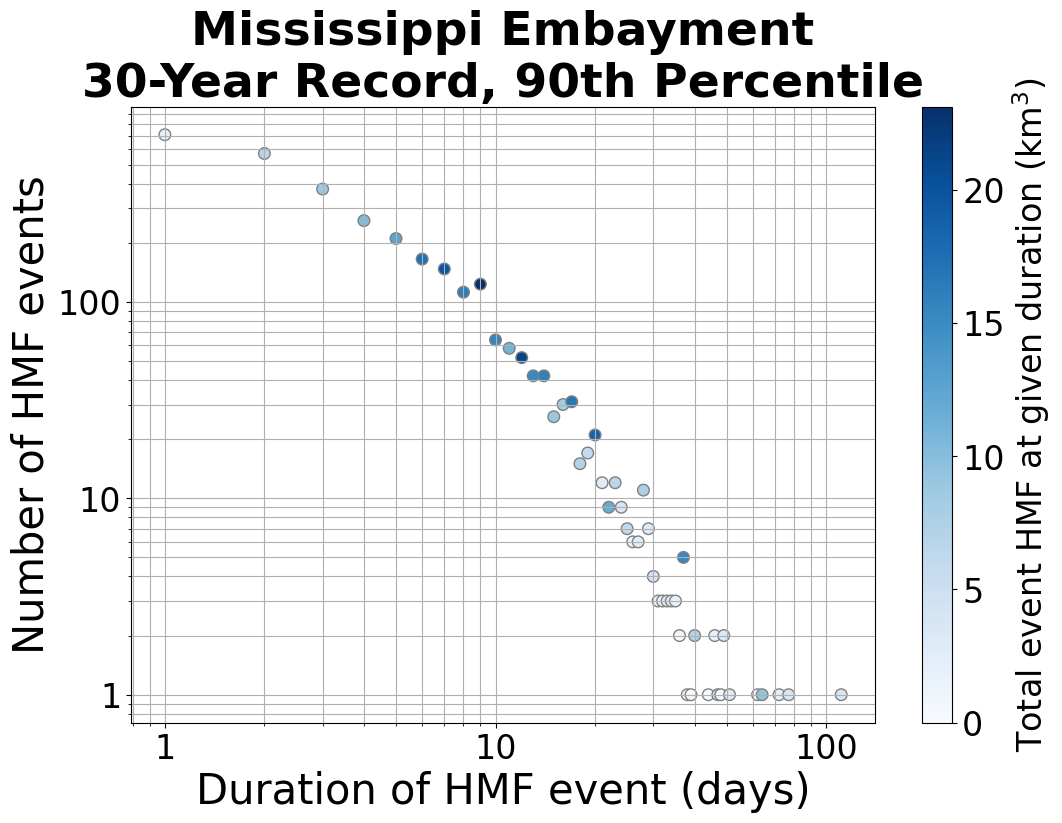 Mississippi Embayment
30-Year Record, 90th Percentile
Number of HMF events
100
10
1
1
10
100
Duration of HMF event (days)
20
15
10
5
0
Total event HMF at given duration (km³)